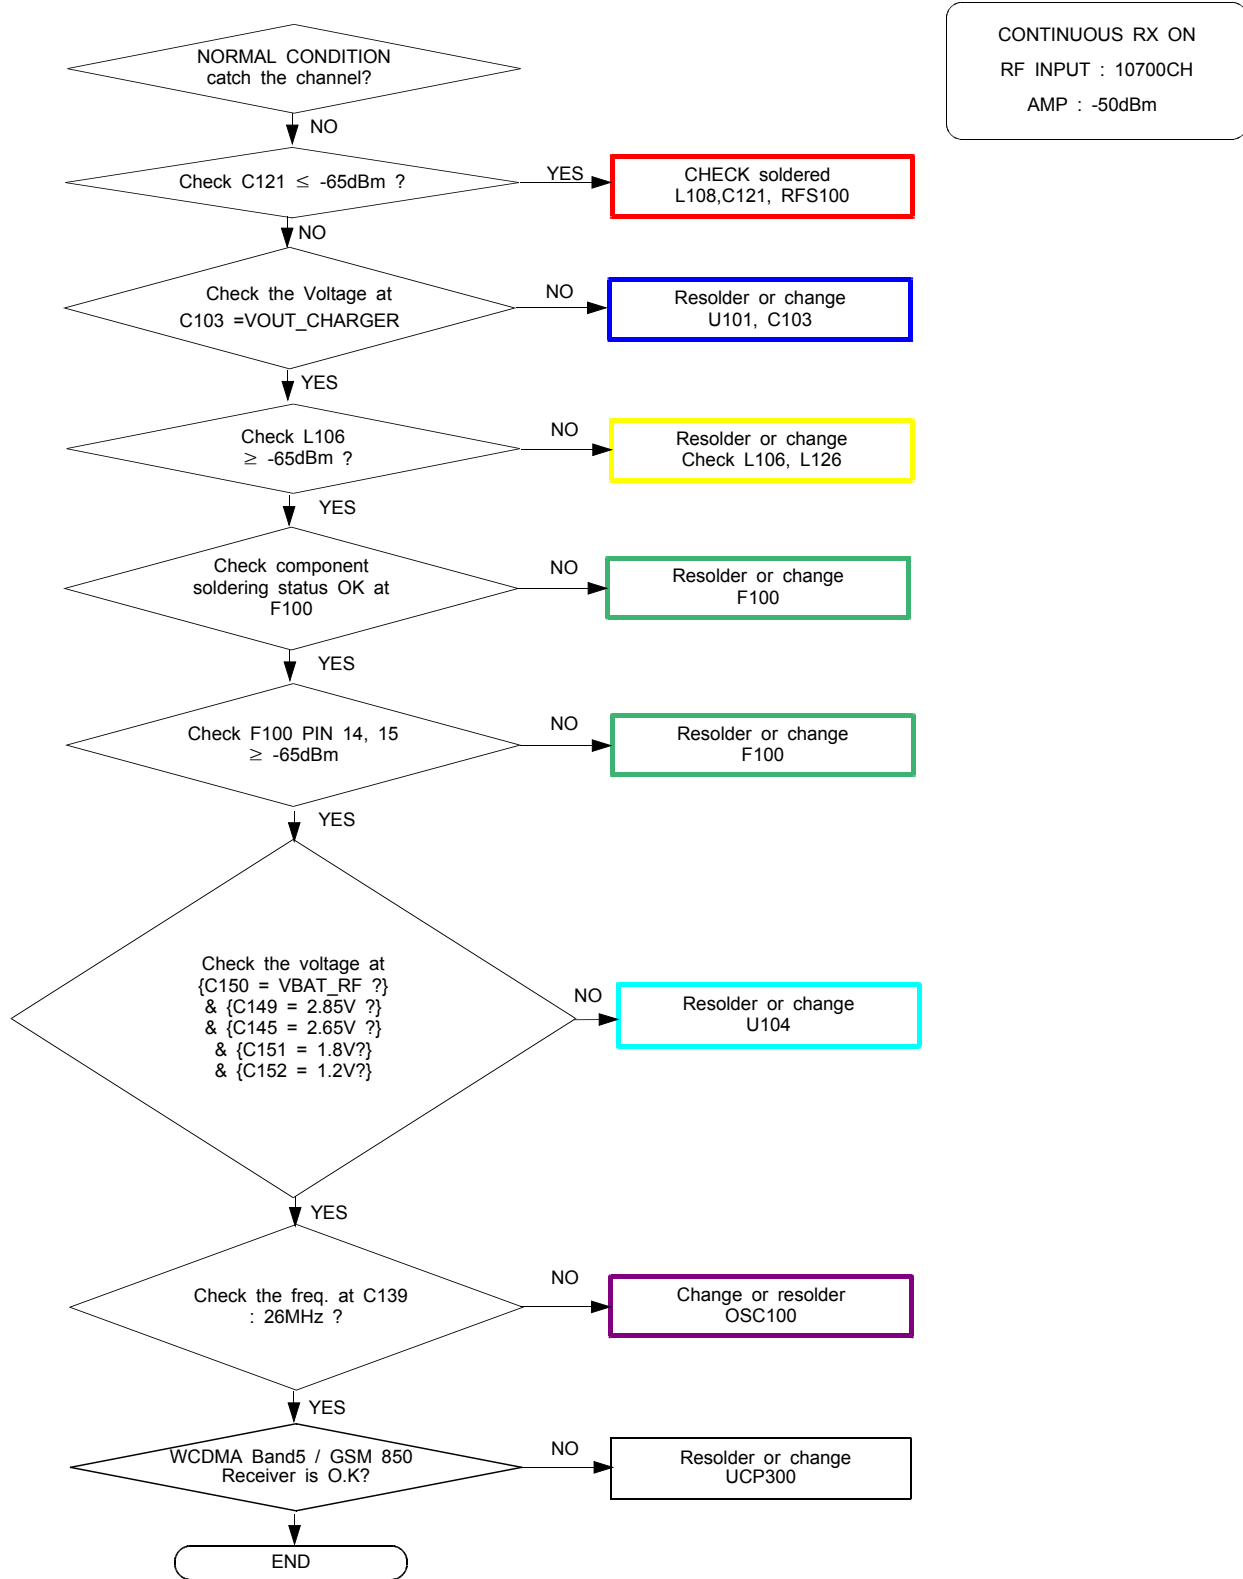 CONTINUOUS RX ON
RF INPUT : 10700CH
AMP : -50dBm
NORMAL CONDITION
catch the channel?
NO
Check C121 ≤ -65dBm ?
YES
CHECK soldered
L108,C121, RFS100
NO
Check the Voltage at
C103 =VOUT_CHARGER
NO
Resolder or change
U101, C103
YES
Check L106
≥ -65dBm ?
NO
Resolder or change
Check L106, L126
YES
Check component
soldering status OK at
F100
NO
Resolder or change
F100
YES
Check F100 PIN 14, 15
≥ -65dBm
NO
Resolder or change
F100
YES
Check the voltage at
{C150 = VBAT_RF ?}
& {C149 = 2.85V ?}
& {C145 = 2.65V ?}
& {C151 = 1.8V?}
& {C152 = 1.2V?}
NO
Resolder or change
U104
YES
Check the freq. at C139
: 26MHz ?
NO
Change or resolder
OSC100
YES
WCDMA Band5 / GSM 850
Receiver is O.K?
NO
Resolder or change
UCP300
END